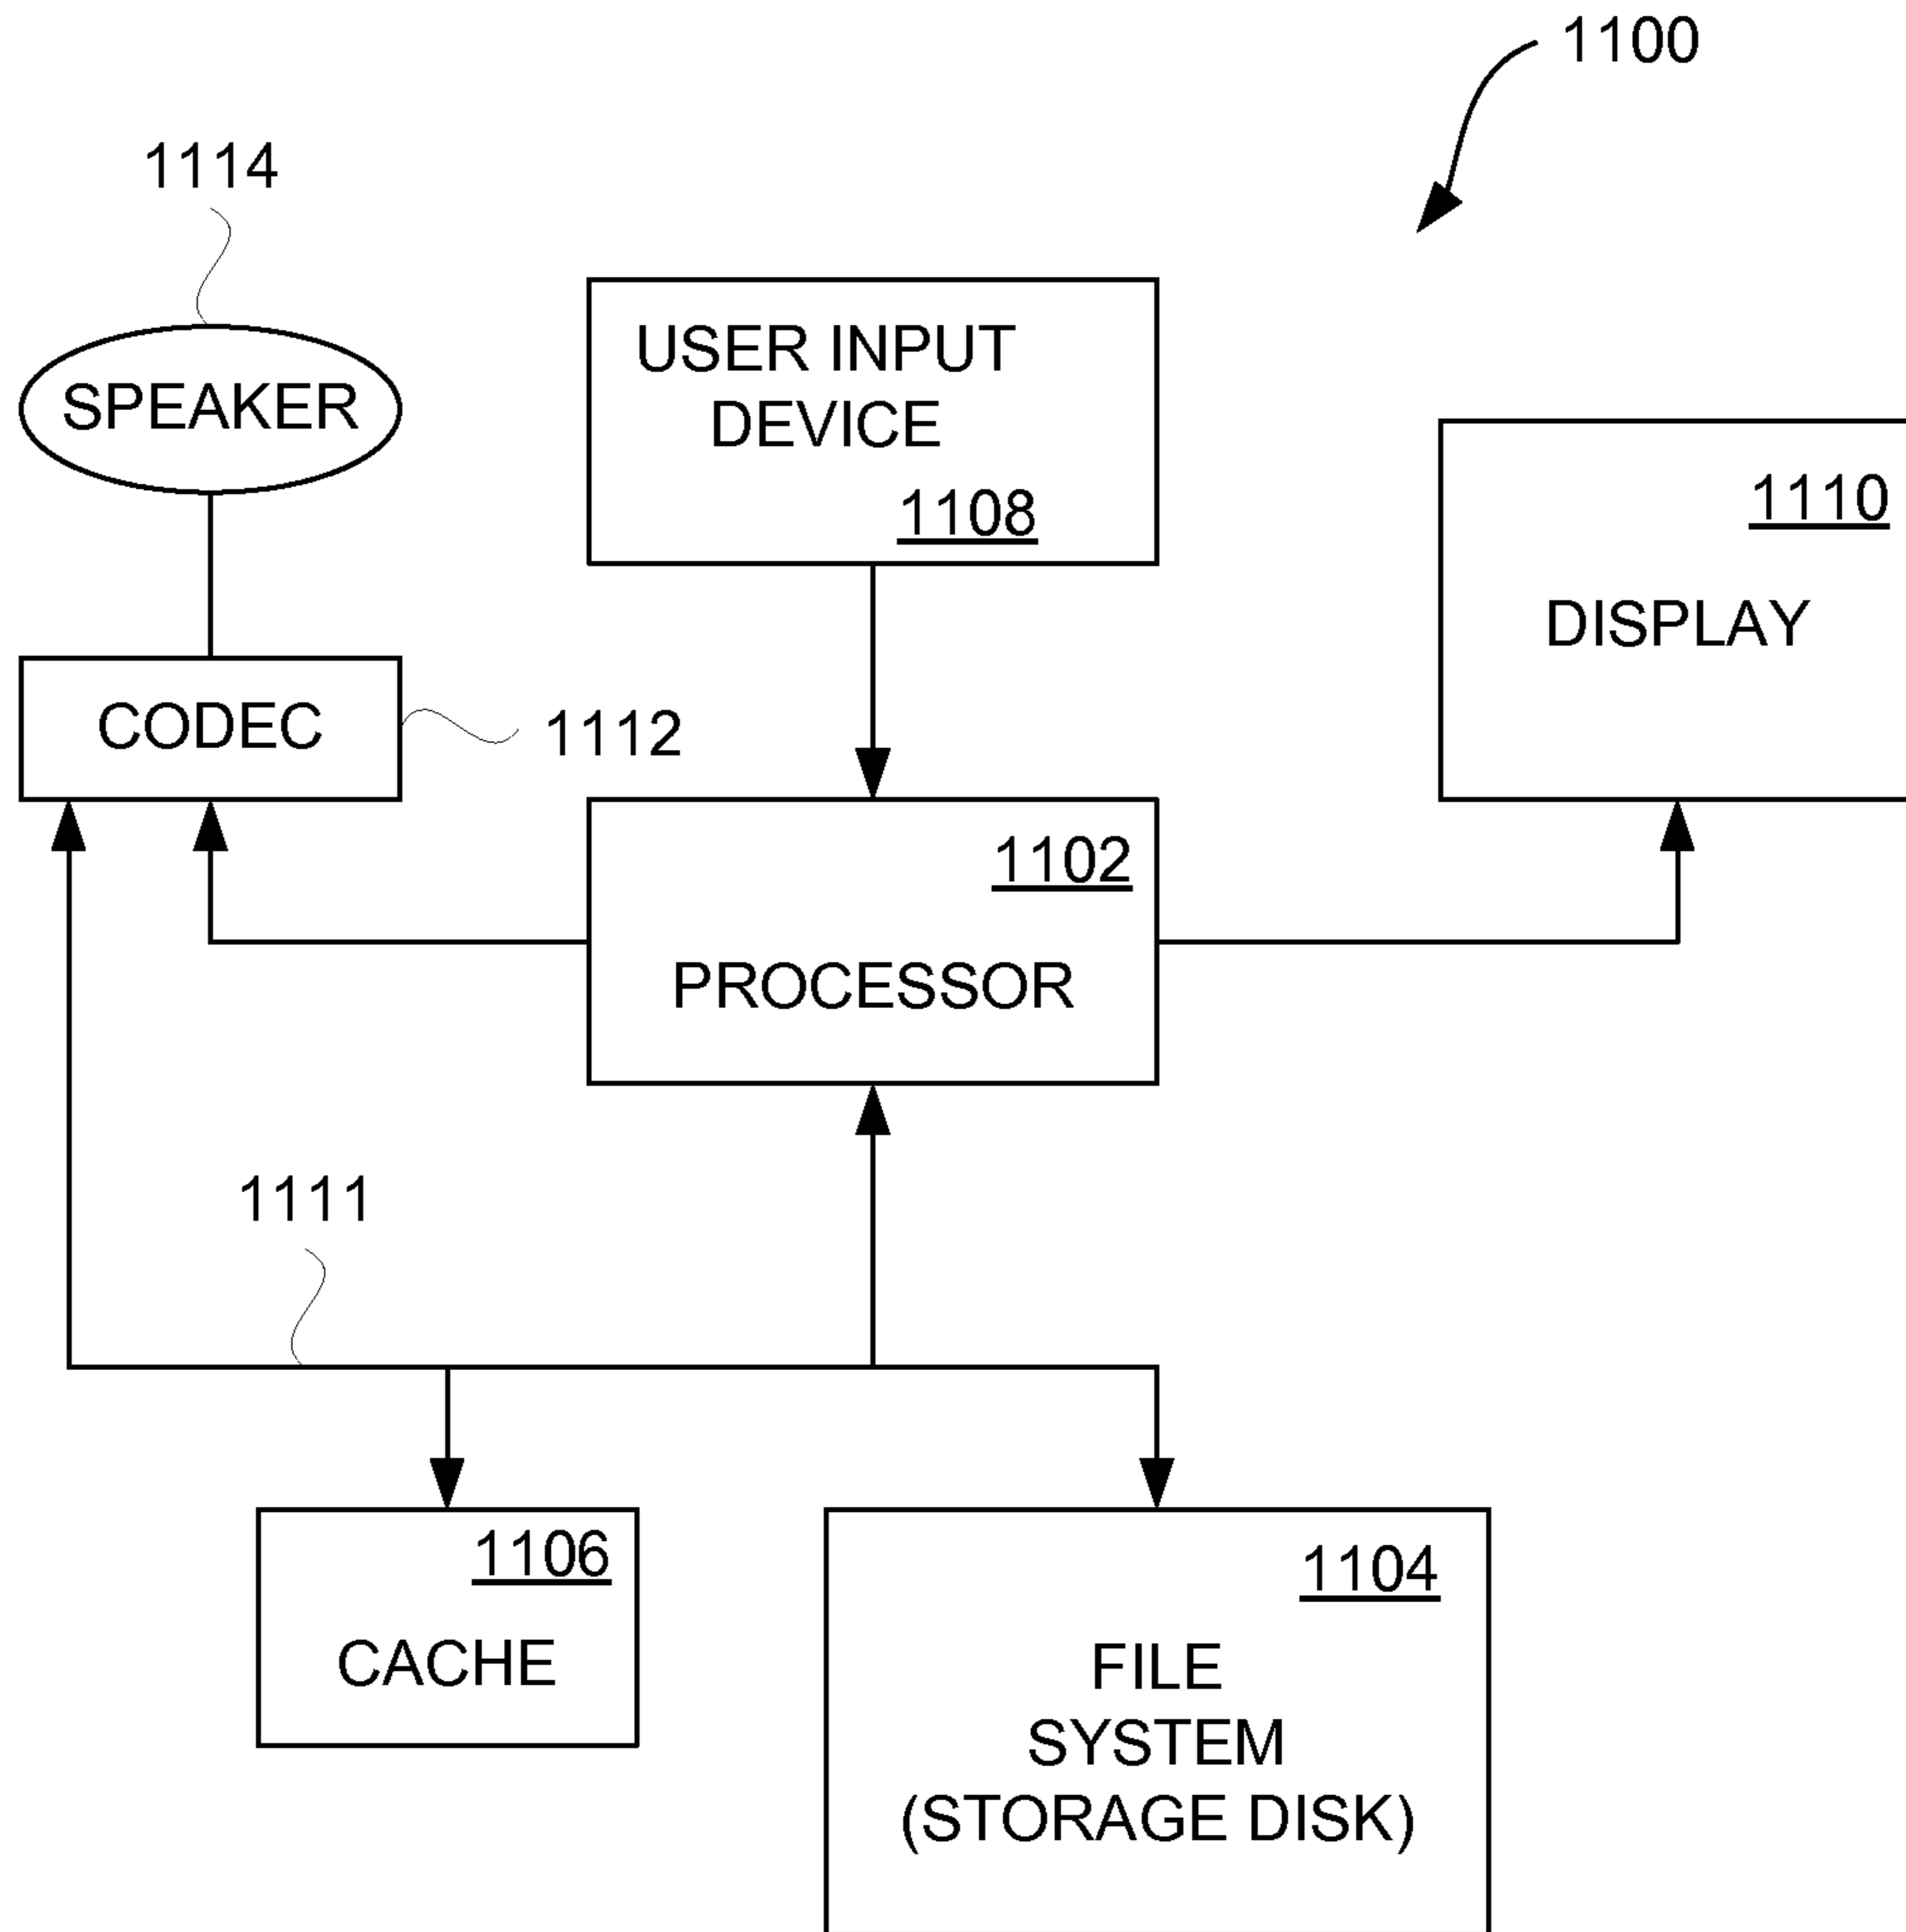 1100
1114
SPEAKER
USER INPUT
DEVICE
1108
1110
DISPLAY
CODEC
1112
1102
PROCESSOR
1111
1106
CACHE
1104
FILE
SYSTEM
(STORAGE DISK)